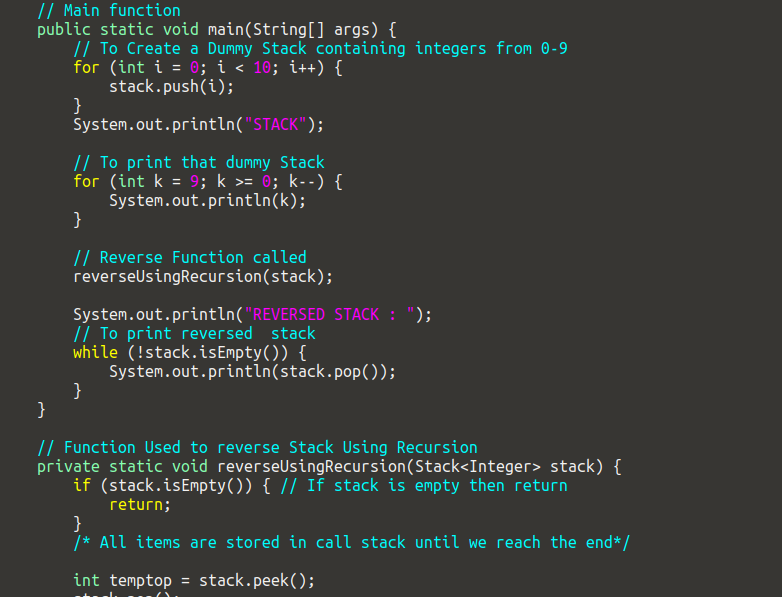 // Main function
public static void main(String[] args) {
// To Create a Dummy Stack containing integers from 0-9
for (int i = 0; i < 10; i++) {
stack.push(i);
}
System.out.println("STACK");
// To print that dummy Stack
for (int k = 9; k >= 0; k--) {
System.out.println(k);
}
// Reverse Function called
reverseUsingRecursion(stack);
System.out.println("REVERSED STACK : ");
// To print reversed  stack
while (!stack.isEmpty()) {
System.out.println(stack.pop());
}
}
// Function Used to reverse Stack Using Recursion
private static void reverseUsingRecursion(Stack<Integer> stack) {
if (stack.isEmpty()) { // If stack is empty then return
return;
}
/* All items are stored in call stack until we reach the end*/
int temptop = stack.peek();